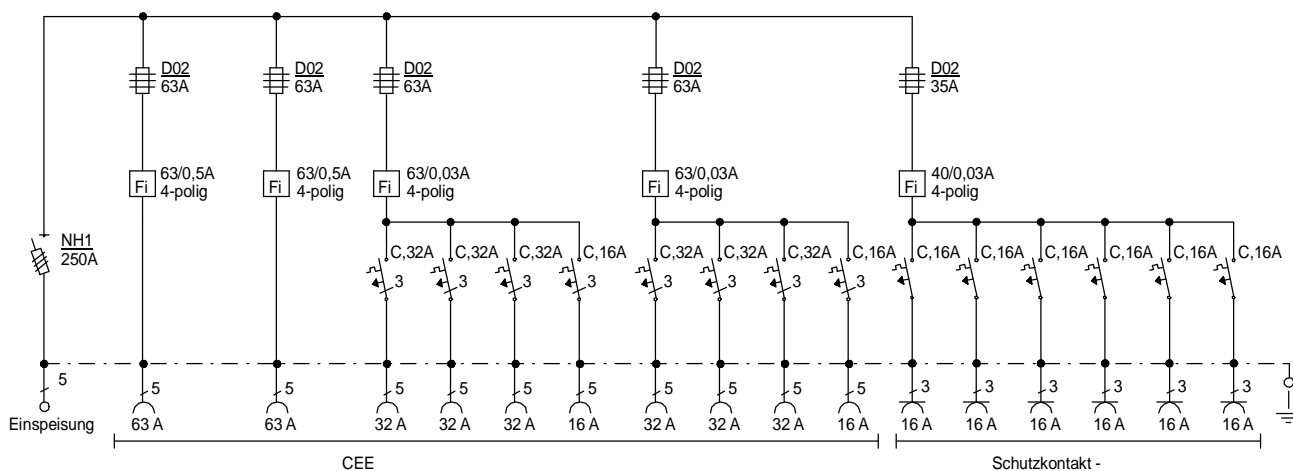 D02 D02 D02 D02 D02
63A 63A 63A 63A 35A
63/0,5A 63/0,5A 63/0,03A 63/0,03A 40/0,03A
Fi Fi Fi Fi Fi
4-polig 4-polig 4-polig 4-polig 4-polig
NH1
250A
C,32A C,32A C,32A C,16A C,32A C,32A C,32A C,16A C,16A C,16A C,16A C,16A C,16A C,16A
3 3 3 3 3 3 3 3
5 5 5 5 5 5 5 5 5 5 5 3 3 3 3 3 3
Einspeisung 63 A 63 A 32 A 32 A 32 A 16 A 32 A 32 A 32 A 16 A 16 A 16 A 16 A 16 A 16 A 16 A
CEE Schutzkontakt -